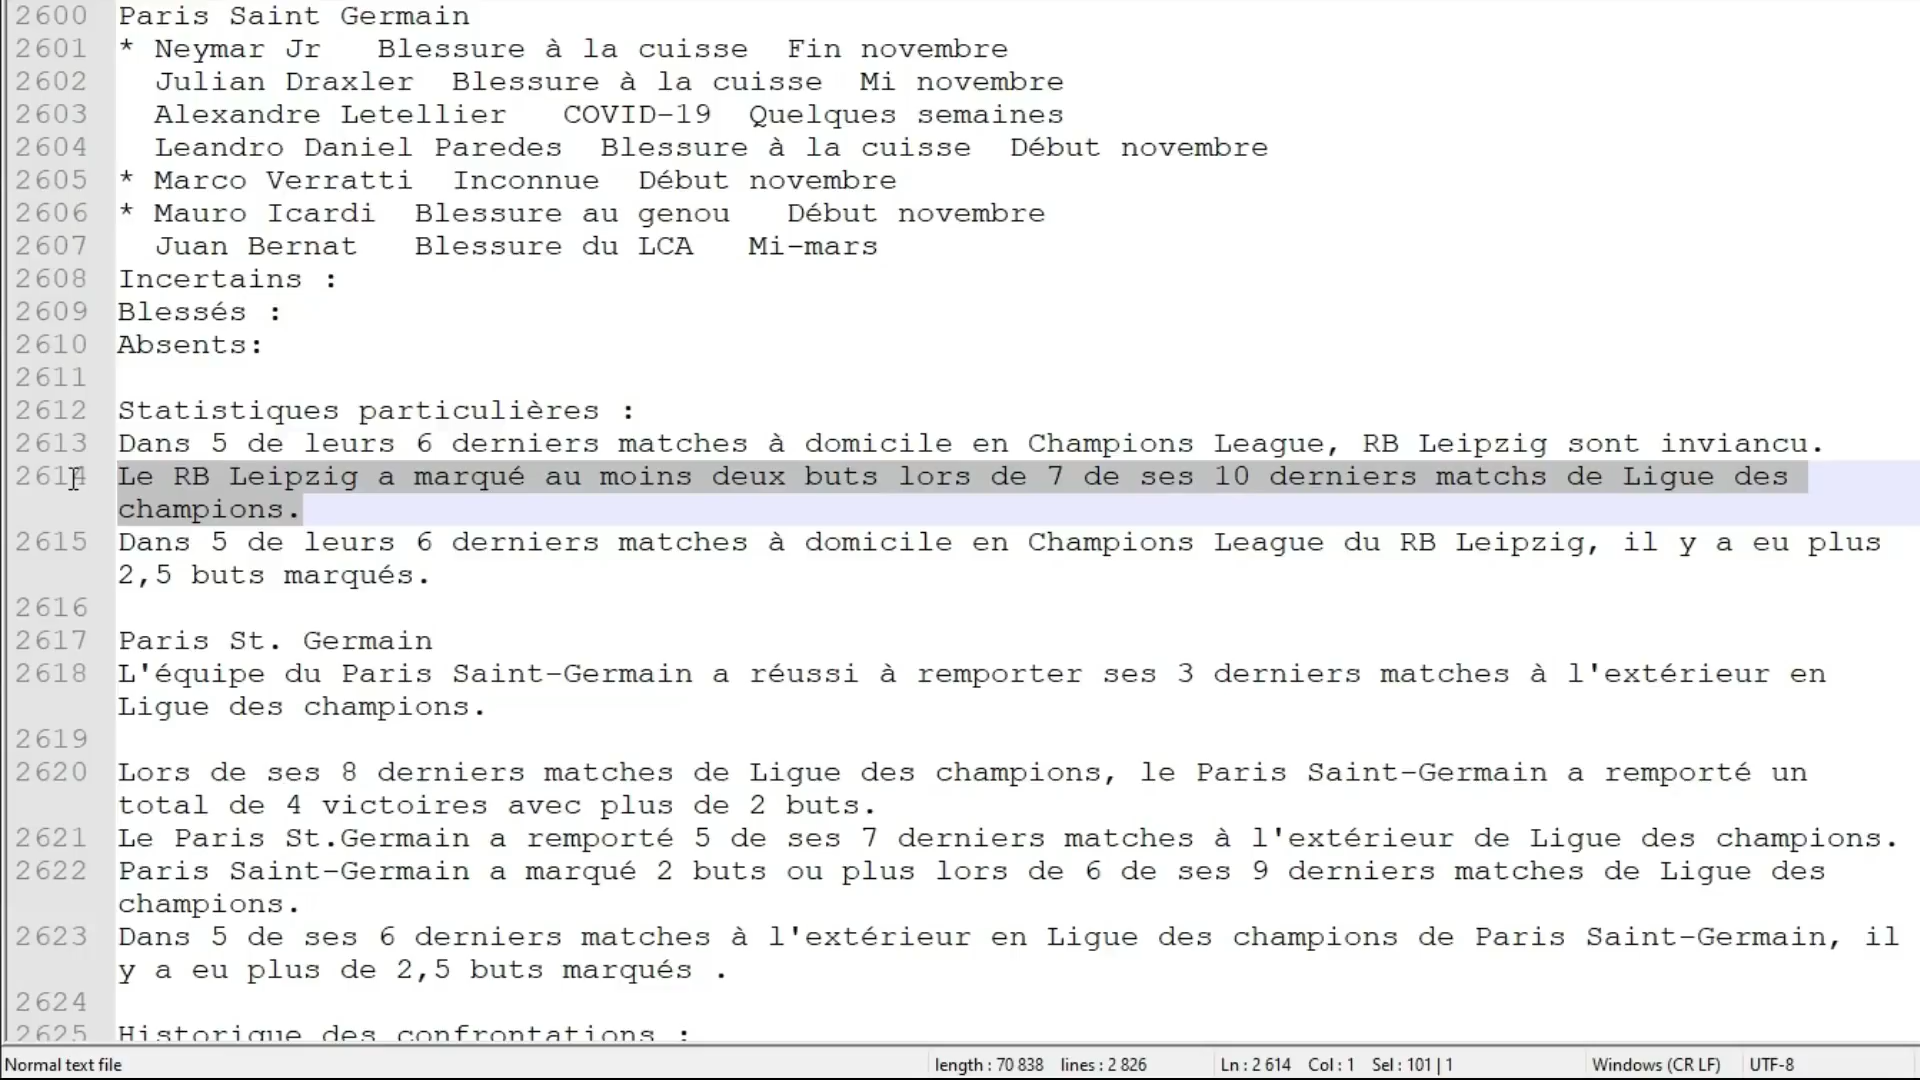 2600 Paris Saint Germain
2601 * Neymar Jr   Blessure à la cuisse  Fin novembre
2602   Julian Draxler  Blessure à la cuisse  Mi novembre
2603   Alexandre Letellier   COVID-19  Quelques semaines
2604   Leandro Daniel Paredes  Blessure à la cuisse  Début novembre
2605 * Marco Verratti  Inconnue  Début novembre
2606 * Mauro Icardi  Blessure au genou   Début novembre
2607   Juan Bernat   Blessure du LCA   Mi-mars
2608 Incertains :
2609 Blessés :
2610 Absents:
2611
2612 Statistiques particulières :
2613 Dans 5 de leurs 6 derniers matches à domicile en Champions League, RB Leipzig sont inviancu.
2614 Le RB Leipzig a marqué au moins deux buts lors de 7 de ses 10 derniers matchs de Ligue des
champions.
2615 Dans 5 de leurs 6 derniers matches à domicile en Champions League du RB Leipzig, il y a eu plus
2,5 buts marqués.
2616
2617 Paris St. Germain
2618 L'équipe du Paris Saint-Germain a réussi à remporter ses 3 derniers matches à l'extérieur en
Ligue des champions.
2619
2620 Lors de ses 8 derniers matches de Ligue des champions, le Paris Saint-Germain a remporté un
total de 4 victoires avec plus de 2 buts.
2621 Le Paris St.Germain a remporté 5 de ses 7 derniers matches à l'extérieur de Ligue des champions.
2622 Paris Saint-Germain a marqué 2 buts ou plus lors de 6 de ses 9 derniers matches de Ligue des
champions.
2623 Dans 5 de ses 6 derniers matches à l'extérieur en Ligue des champions de Paris Saint-Germain, il
y a eu plus de 2,5 buts marqués .
2624
2625 Historique des confrontations :
Normal text file length : 70 838 lines : 2 826 Ln : 2 614 Col : 1 Sel : 101 | 1 Windows (CR LF) UTF-8